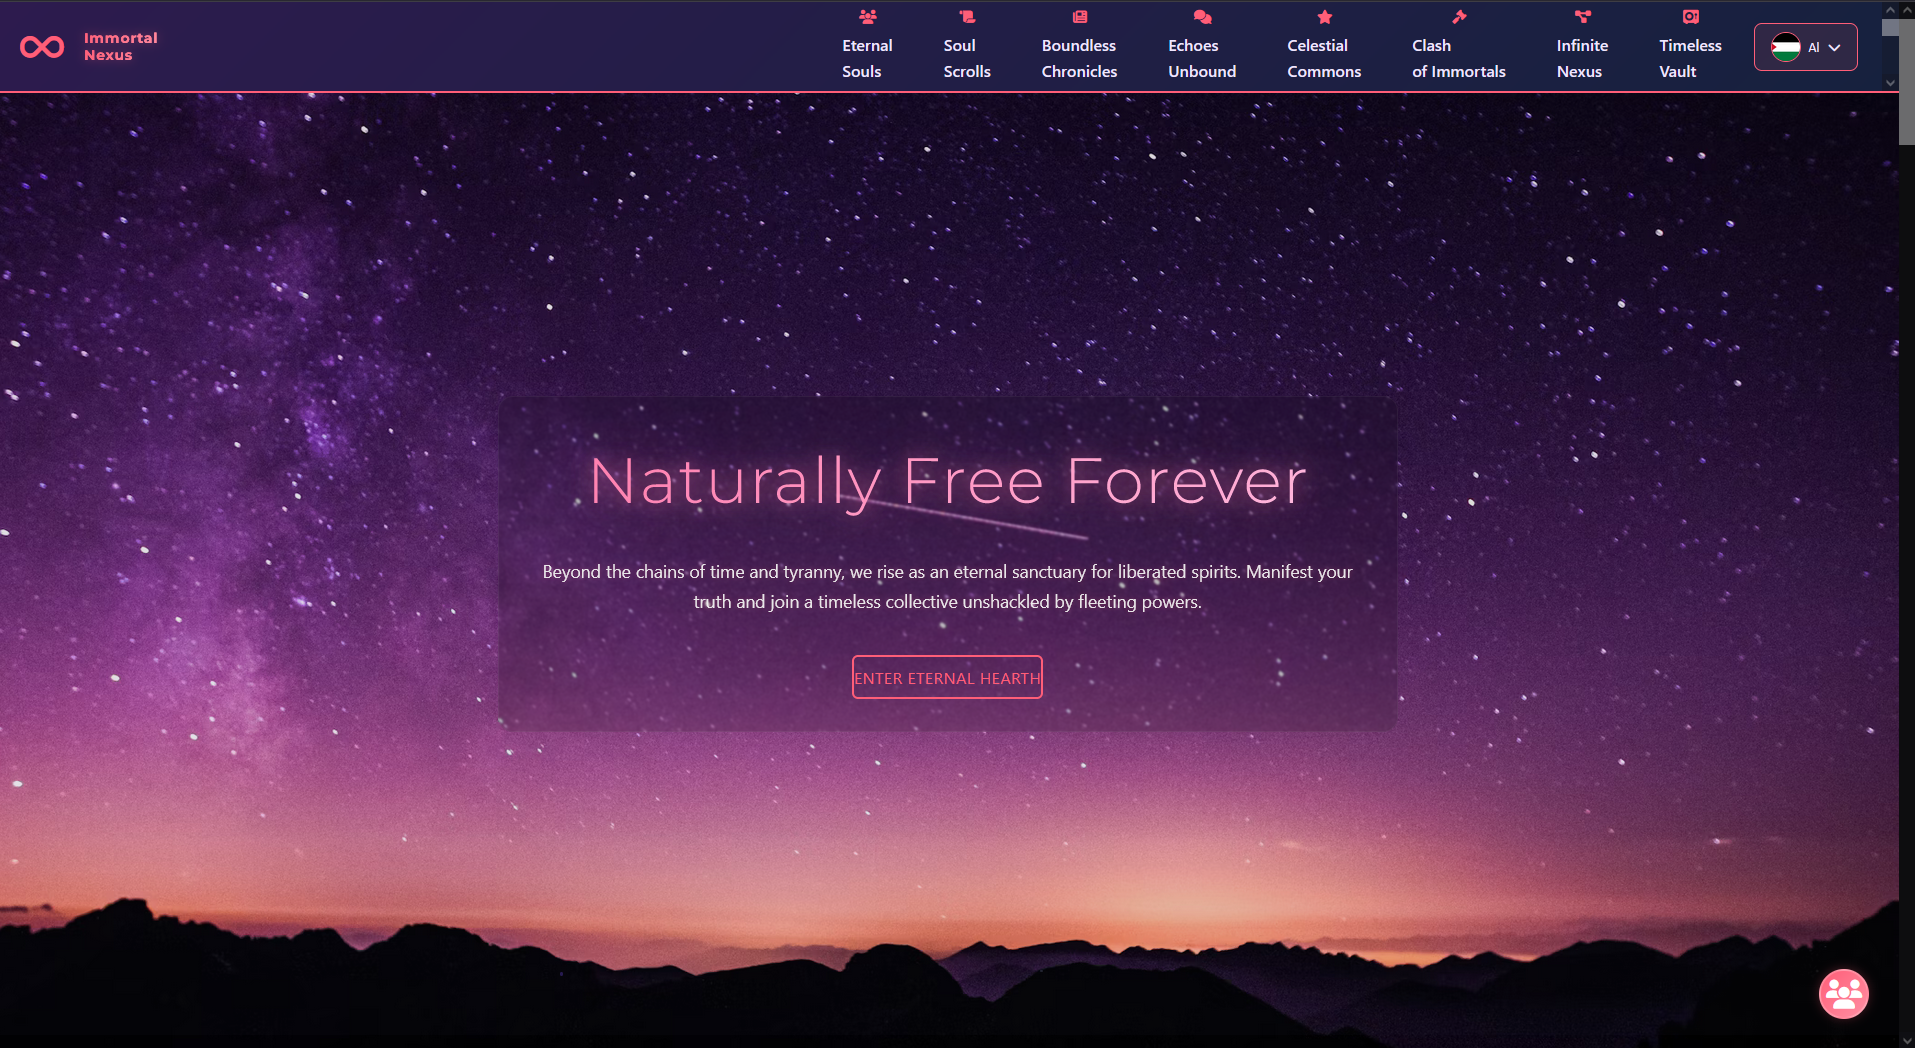 Immortal
Nexus
Eternal
Souls
Soul
Scrolls
Boundless
Chronicles
Echoes
Unbound
Celestial
Commons
Clash
of Immortals
Infinite
Nexus
Timeless
Vault
Al
Naturally Free Forever
Beyond the chains of time and tyranny, we rise as an eternal sanctuary for liberated spirits. Manifest your
truth and join a timeless collective unshackled by fleeting powers.
ENTER ETERNAL HEARTH